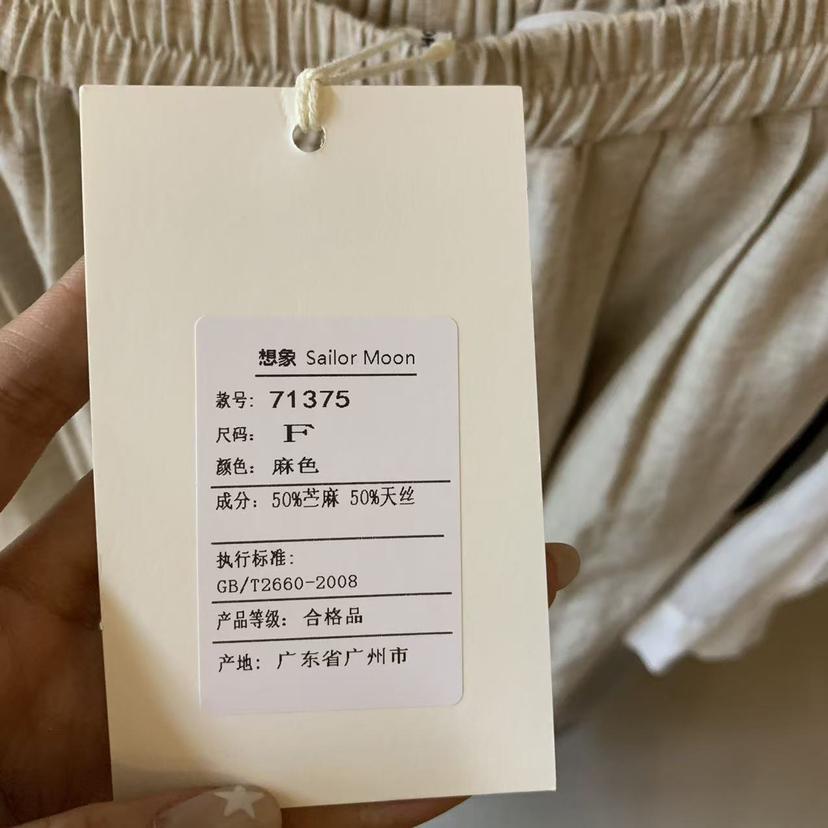 想象 Sailor Moon
款号: 71375
尺码: F
颜色: 麻色
成分: 50%苎麻 50%天丝
执行标准:
GB/T2660-2008
产品等级: 合格品
产地: 广东省广州市